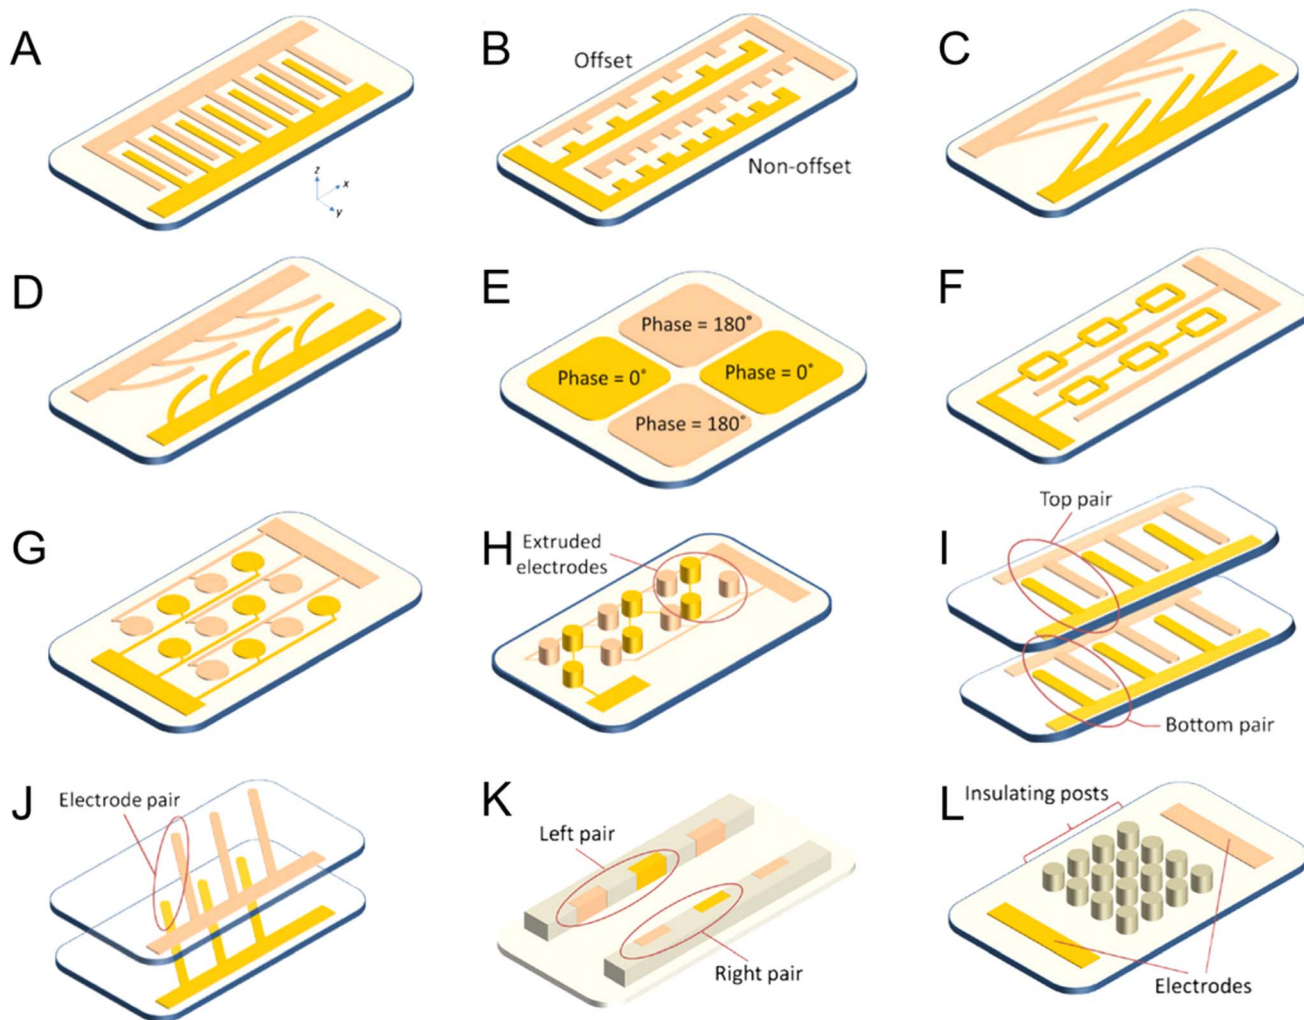 A
B
Offset
Non-offset
C
z
x
y
D
E
Phase = 180˚
Phase = 0˚
Phase = 0˚
Phase = 180˚
F
G
H
Extruded
electrodes
I
Top pair
Bottom pair
J
Electrode pair
K
Left pair
Right pair
L
Insulating posts
Electrodes